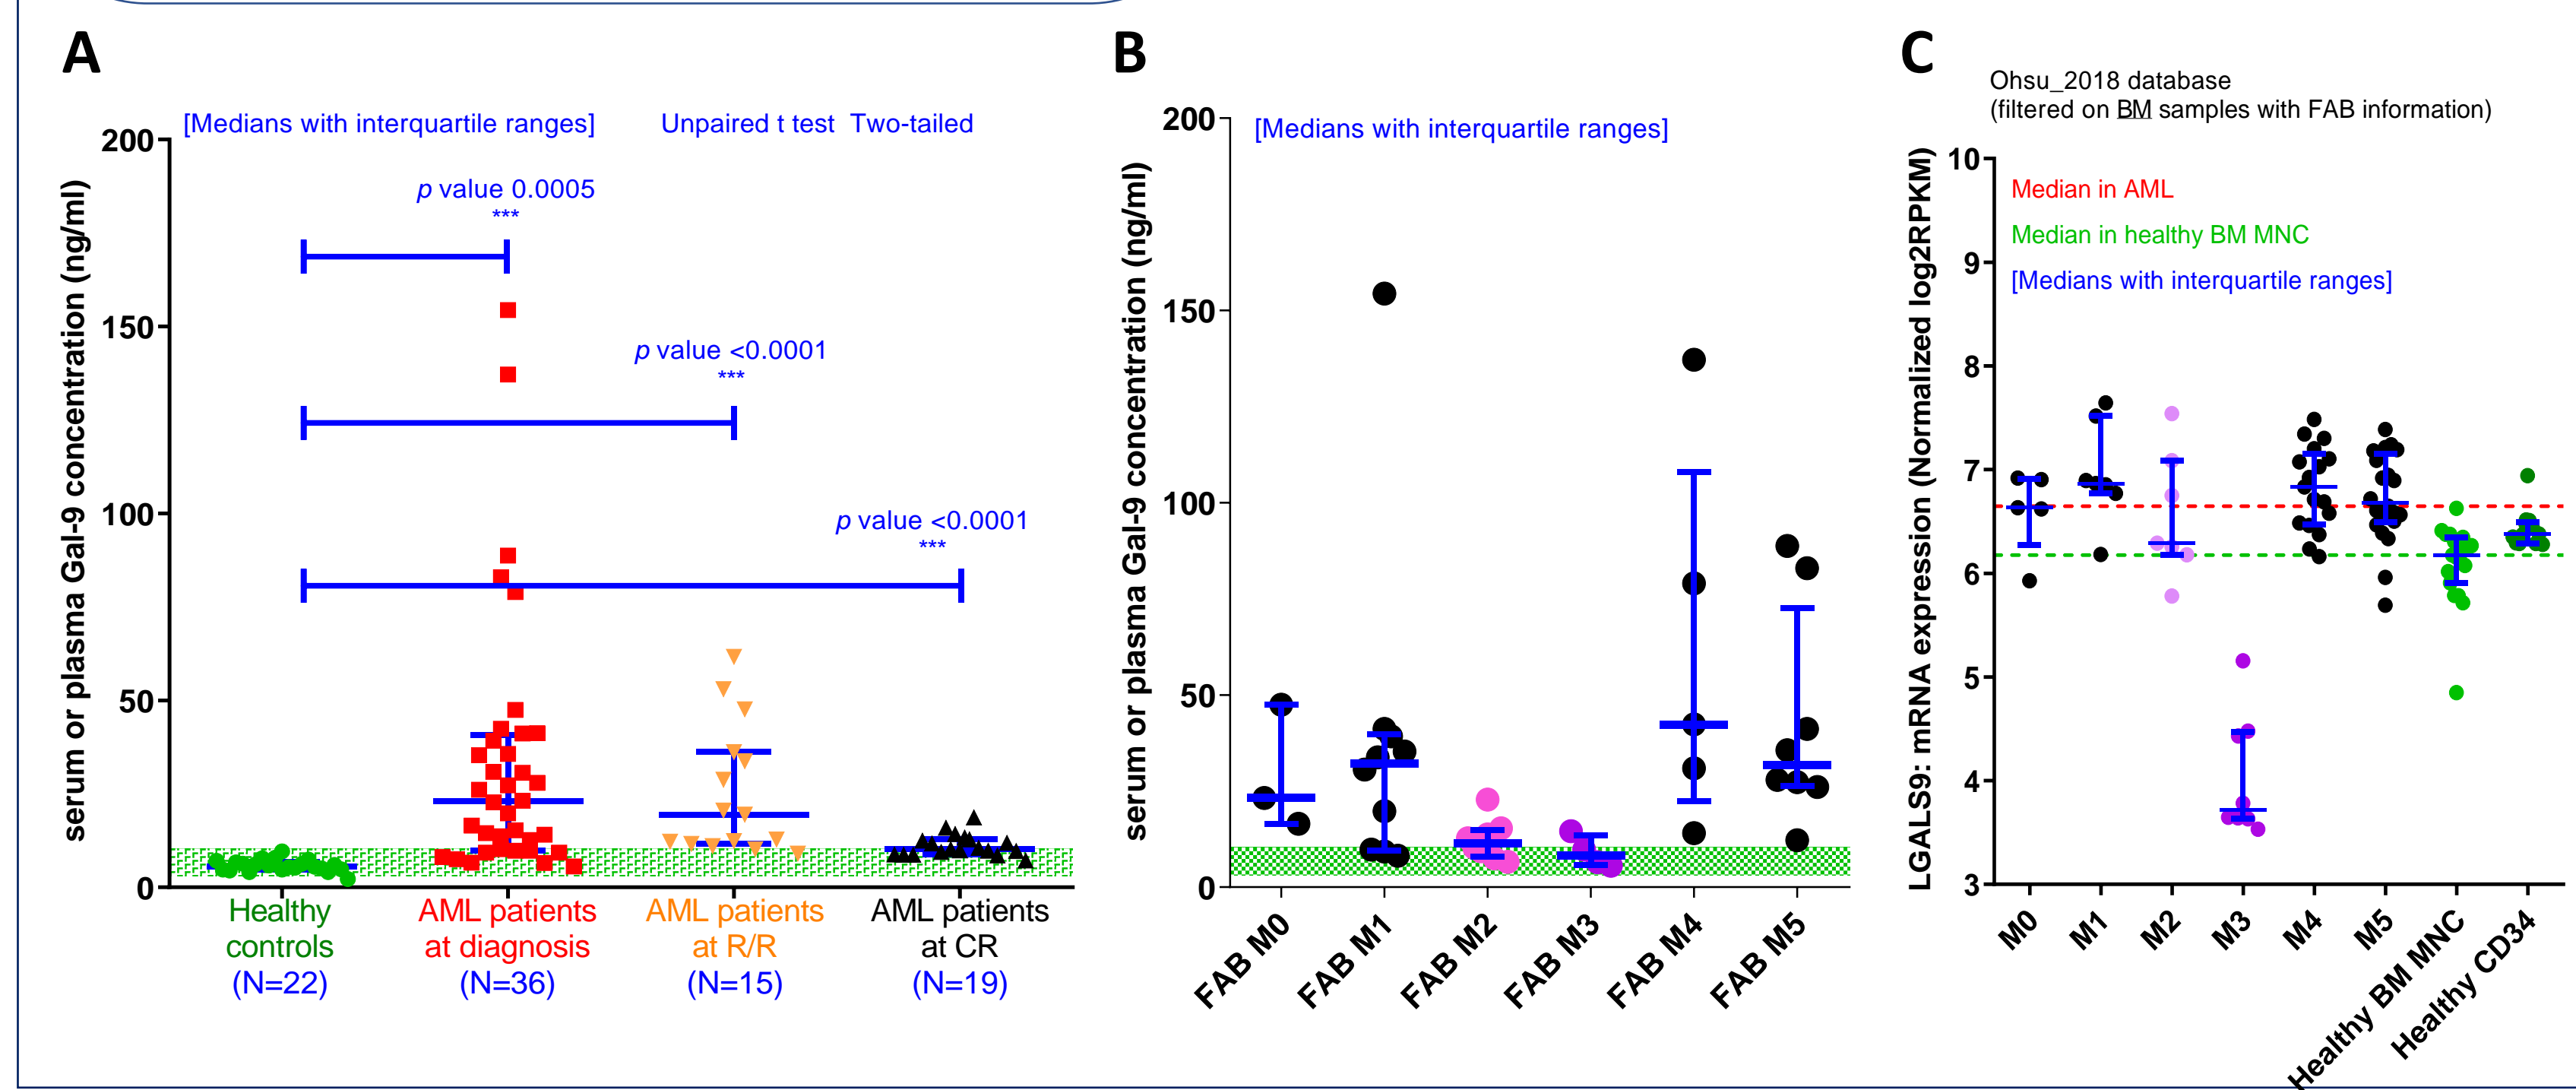 A
[Medians with interquartile ranges]
Unpaired t test Two-tailed
serum or plasma Gal-9 concentration (ng/ml)
200
150
100
50
0
p value 0.0005
***
p value <0.0001
***
p value <0.0001
***
Healthy
controls
(N=22)
AML patients
at diagnosis
(N=36)
AML patients
at R/R
(N=15)
AML patients
at CR
(N=19)
B
[Medians with interquartile ranges]
serum or plasma Gal-9 concentration (ng/ml)
200
150
100
50
0
FAB M0
FAB M1
FAB M2
FAB M3
FAB M4
FAB M5
C
Ohsu_2018 database
(filtered on BM samples with FAB information)
LGALS9: mRNA expression (Normalized log2RPKM)
10
9
8
7
6
5
4
3
Median in AML
Median in healthy BM MNC
[Medians with interquartile ranges]
M0
M1
M2
M3
M4
M5
Healthy BM MNC
Healthy CD34